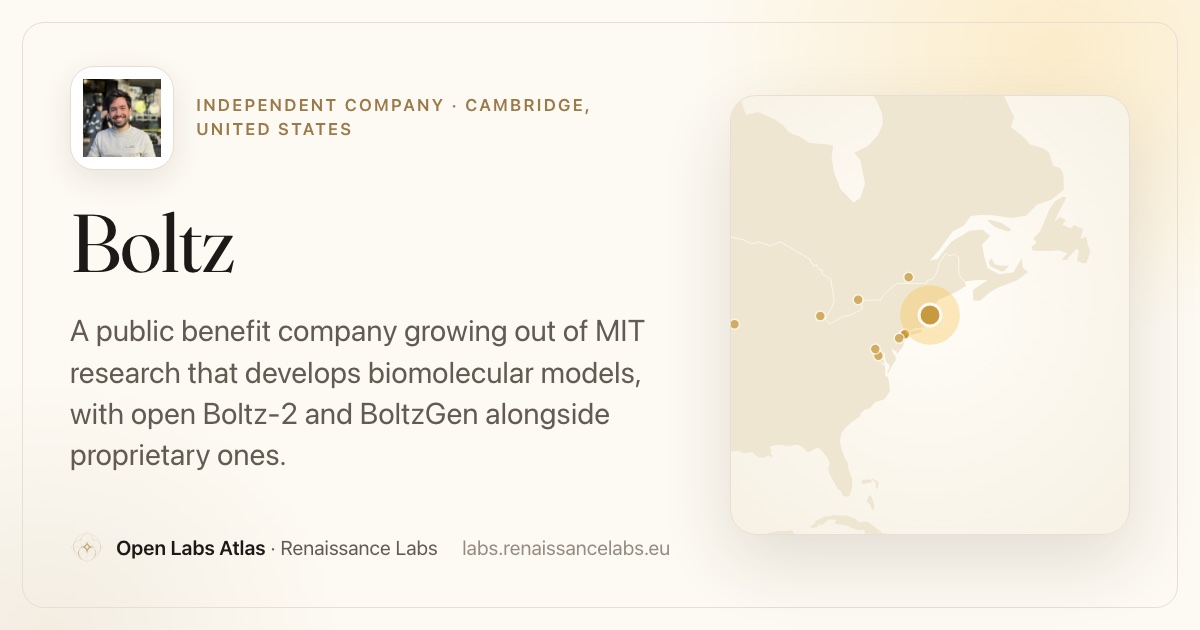 INDEPENDENT COMPANY · CAMBRIDGE,
UNITED STATES
Boltz
A public benefit company growing out of MIT
research that develops biomolecular models,
with open Boltz-2 and BoltzGen alongside
proprietary ones.
Open Labs Atlas · Renaissance Labs labs.renaissancelabs.eu